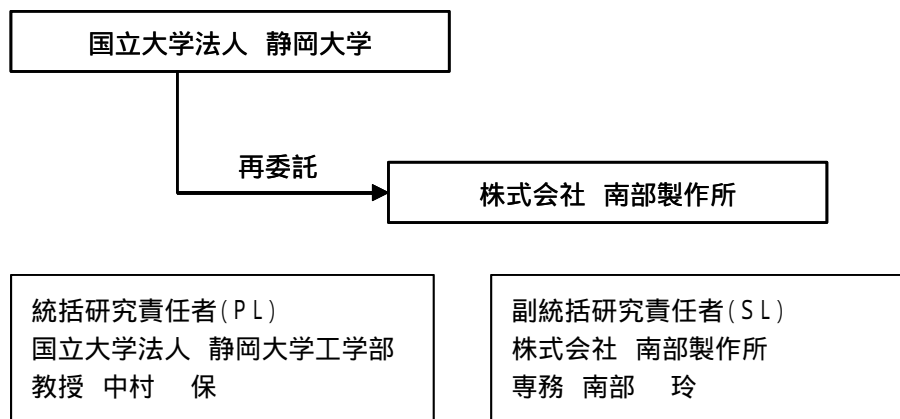 国立大学法人　静岡大学
再委託
株式会社　南部製作所
統括研究責任者(PL)
国立大学法人　静岡大学工学部
教授　中村　　保
副統括研究責任者(SL)
株式会社　南部製作所
専務　南部　　玲